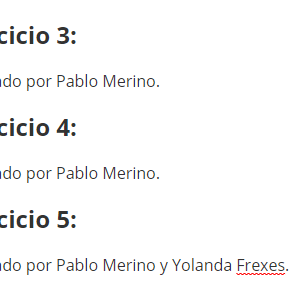 cicio 3:
ado por Pablo Merino.
cicio 4:
ado por Pablo Merino.
cicio 5:
ado por Pablo Merino y Yolanda Frexes.